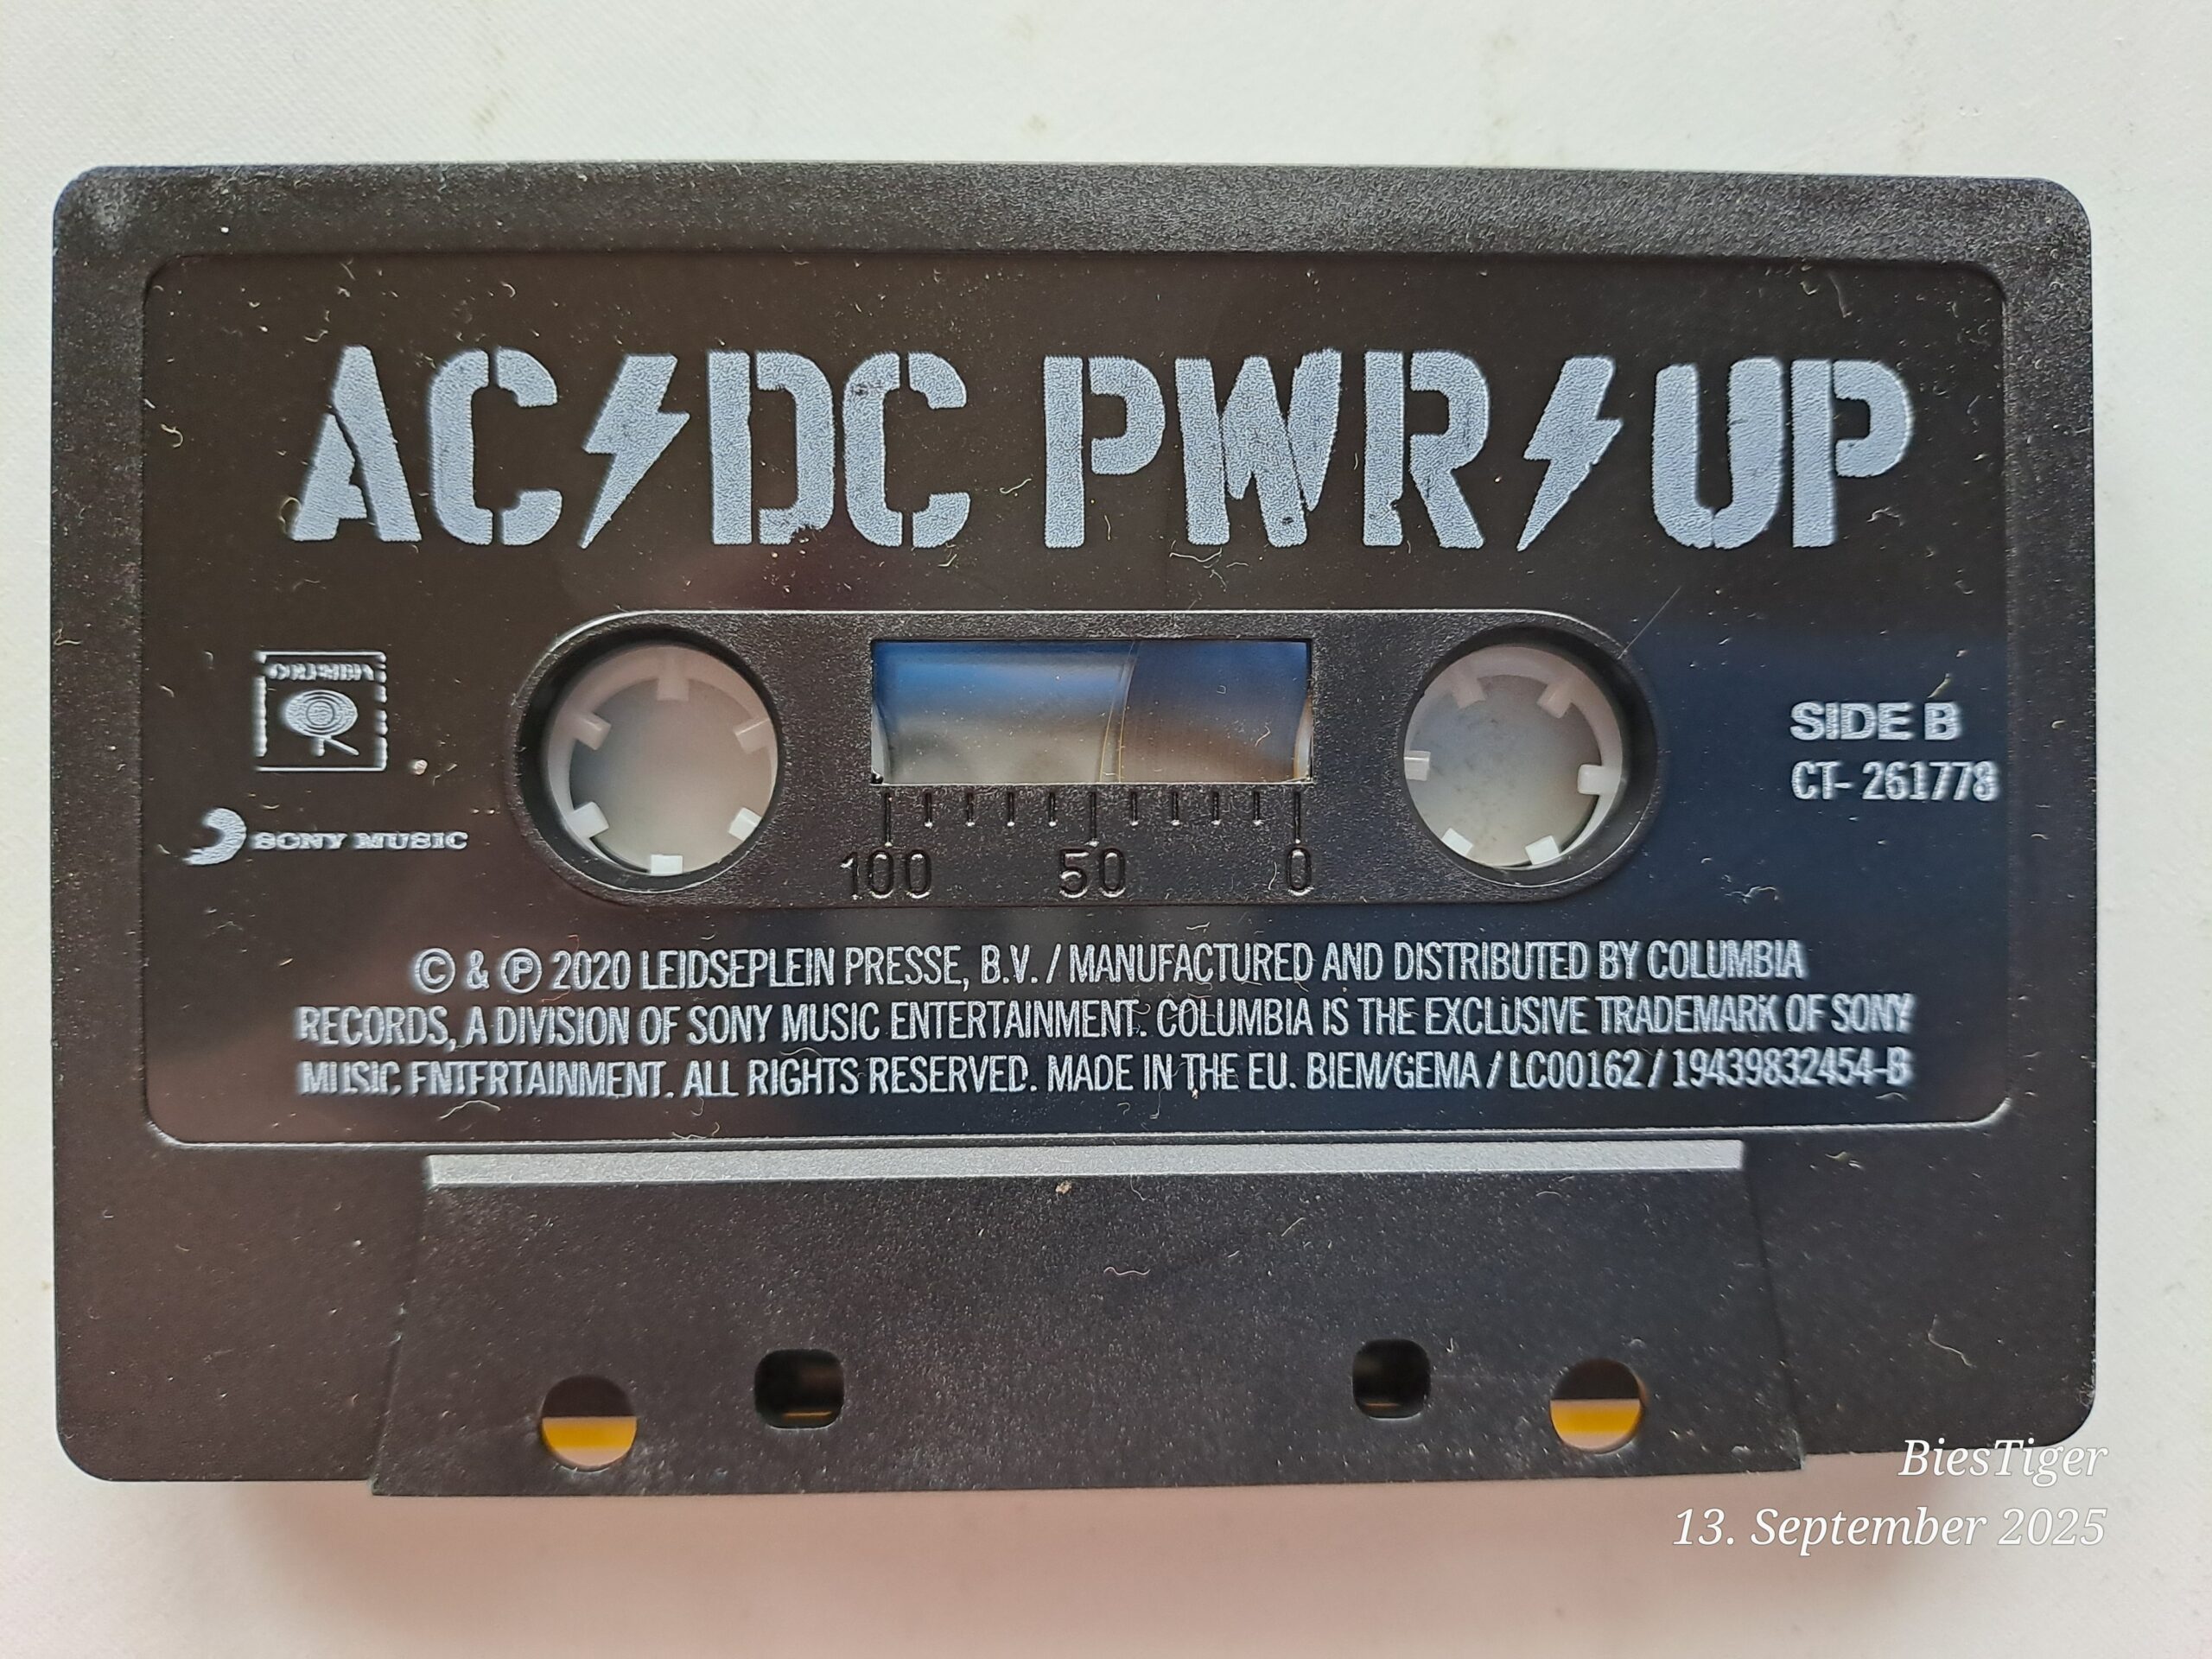 AC/DC PWR/UP
COLUMBIA
SONY MUSIC
SIDE B
CT- 261778
100 50 0
© & ℗ 2020 LEIDSEPLEIN PRESSE, B.V. / MANUFACTURED AND DISTRIBUTED BY COLUMBIA
RECORDS, A DIVISION OF SONY MUSIC ENTERTAINMENT. COLUMBIA IS THE EXCLUSIVE TRADEMARK OF SONY
MUSIC ENTERTAINMENT. ALL RIGHTS RESERVED. MADE IN THE EU. BIEM/GEMA / LC00162 / 19439832454-B
BiesTiger
13. September 2025